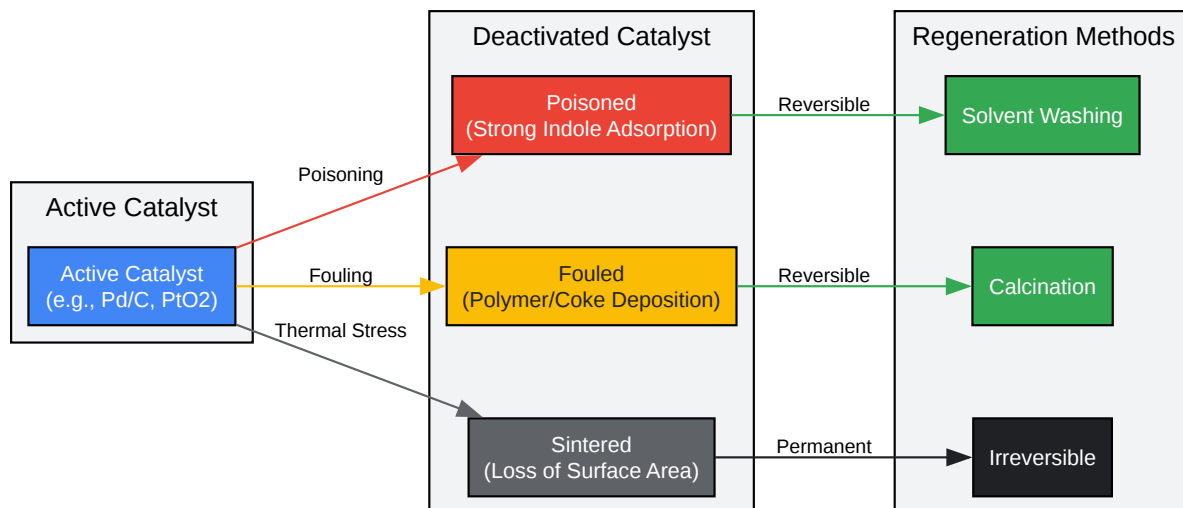 Active Catalyst
Active Catalyst
(e.g., Pd/C, PtO2)
Poisoning
Fouling
Thermal Stress
Deactivated Catalyst
Poisoned
(Strong Indole Adsorption)
Fouled
(Polymer/Coke Deposition)
Sintered
(Loss of Surface Area)
Reversible
Reversible
Permanent
Regeneration Methods
Solvent Washing
Calcination
Irreversible